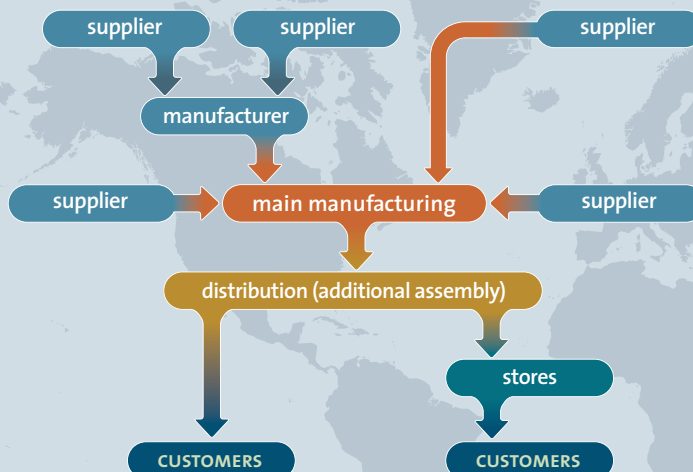 supplier
supplier
supplier
manufacturer
supplier
main manufacturing
supplier
distribution (additional assembly)
stores
CUSTOMERS
CUSTOMERS